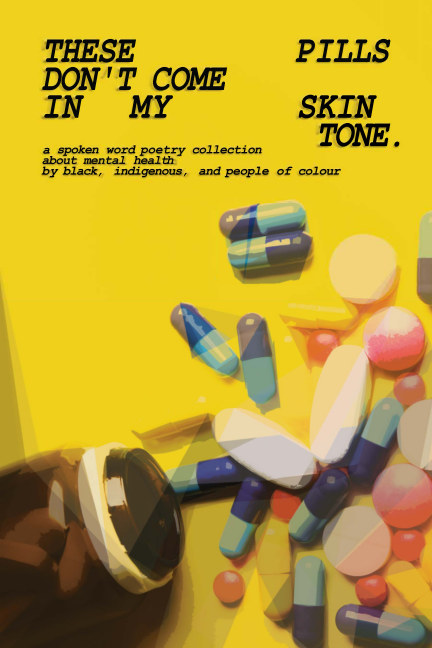 THESE PILLS
DON'T COME
IN MY SKIN
TONE.
a spoken word poetry collection
about mental health
by black, indigenous, and people of colour